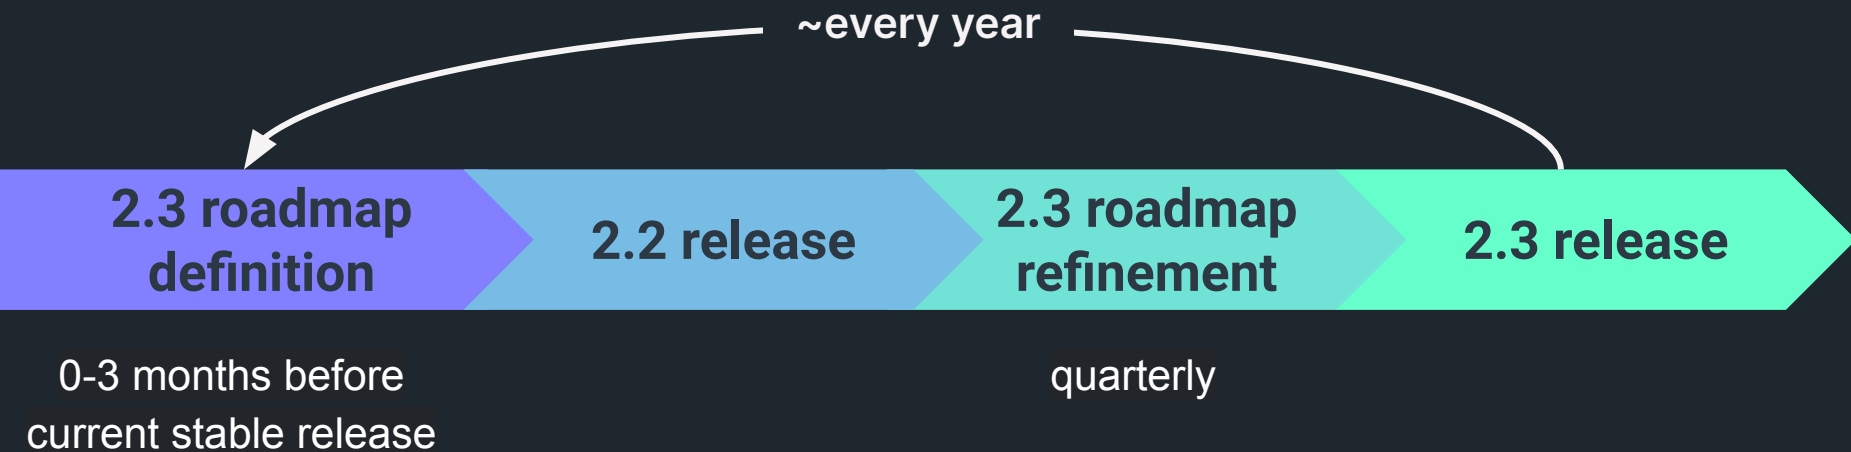 ~every year
2.3 roadmap
definition
2.2 release
2.3 roadmap
refinement
2.3 release
0-3 months before
current stable release
quarterly